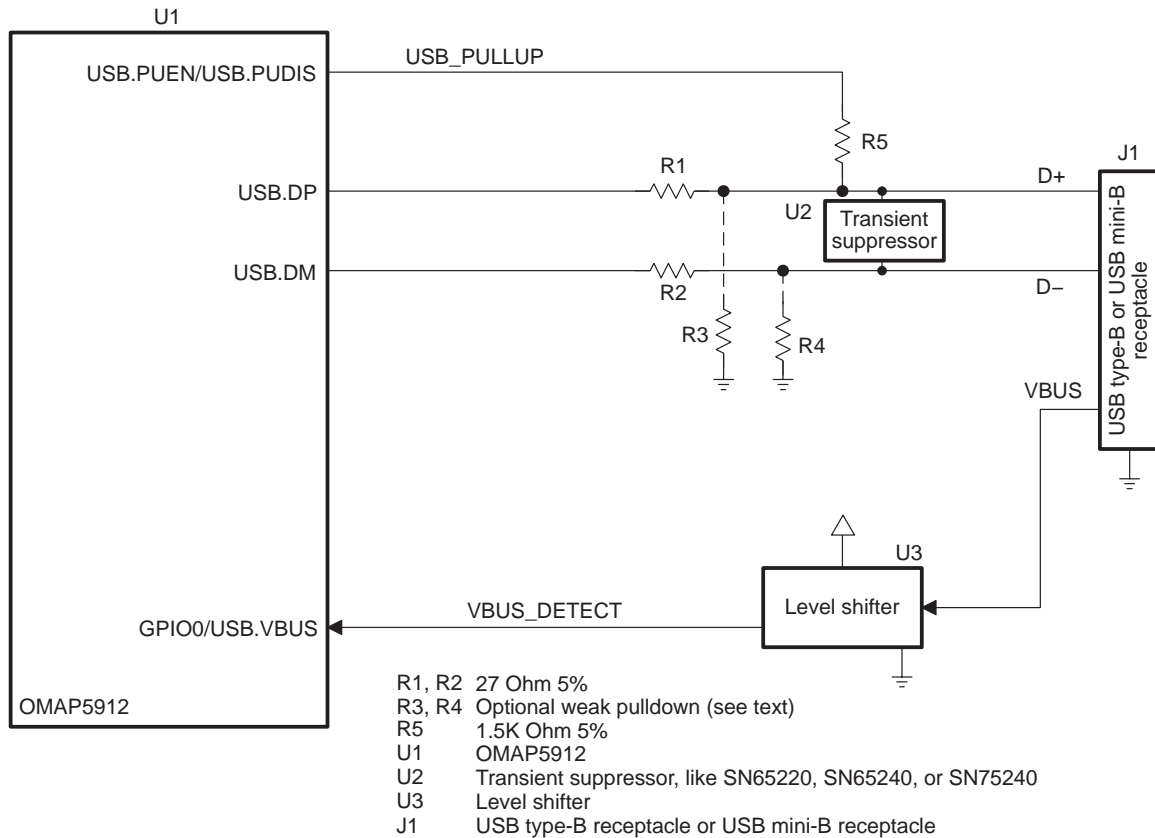 U1
USB.PUEN/USB.PUDIS
USB_PULLUP
R5
J1
R1
D+
USB.DP
U2
Transient
suppressor
USB.DM
R2
D−
R3
R4
USB type-B or USB mini-B
receptacle
VBUS
U3
Level shifter
VBUS_DETECT
GPIO0/USB.VBUS
OMAP5912
R1, R2 27 Ohm 5%
R3, R4 Optional weak pulldown (see text)
R5 1.5K Ohm 5%
U1 OMAP5912
U2 Transient suppressor, like SN65220, SN65240, or SN75240
U3 Level shifter
J1 USB type-B receptacle or USB mini-B receptacle